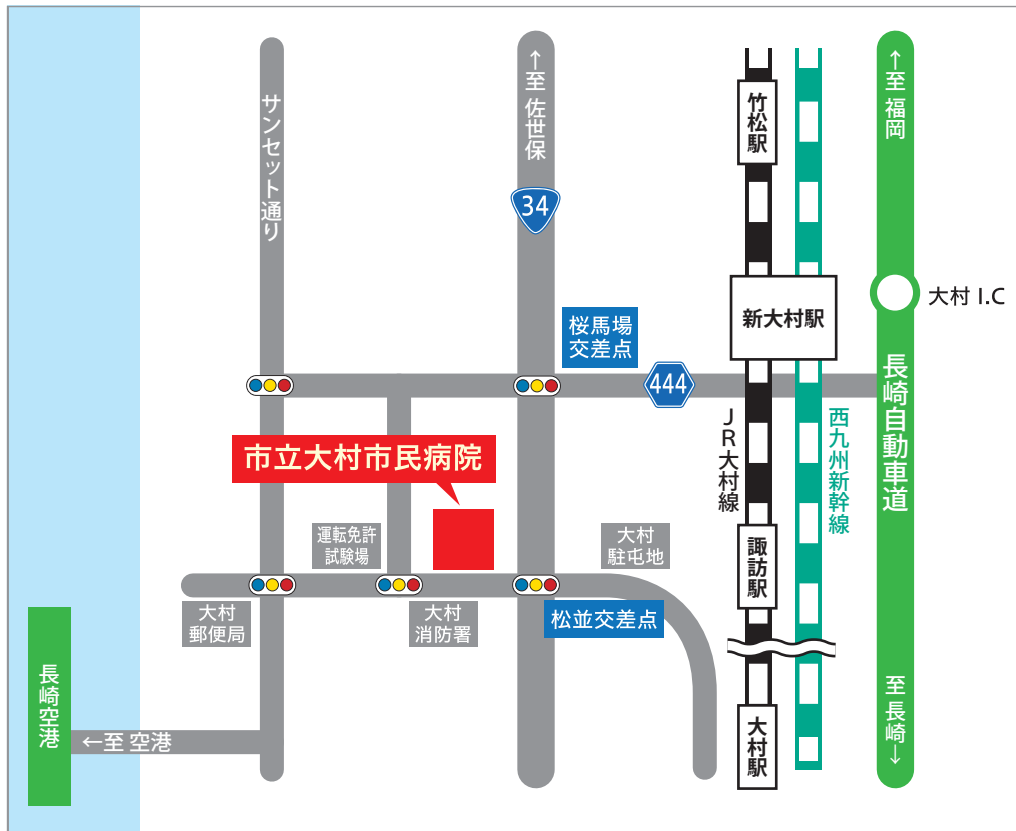 サンセット通り
↑至 佐世保
34
竹松駅
↑至 福岡
新大村駅
大村 I.C
桜馬場
交差点
444
市立大村市民病院
JR大村線
西九州新幹線
長崎自動車道
運転免許
試験場
大村
駐屯地
諏訪駅
大村
郵便局
大村
消防署
松並交差点
長崎空港
←至 空港
大村駅
至 長崎↓